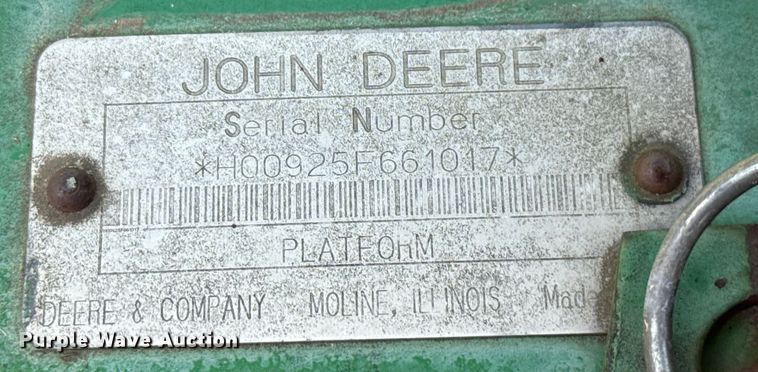 JOHN DEERE
Serial Number
*H00925F661017*
PLATFORM
DEERE & COMPANY MOLINE, ILLINOIS Made
Purple Wave Auction